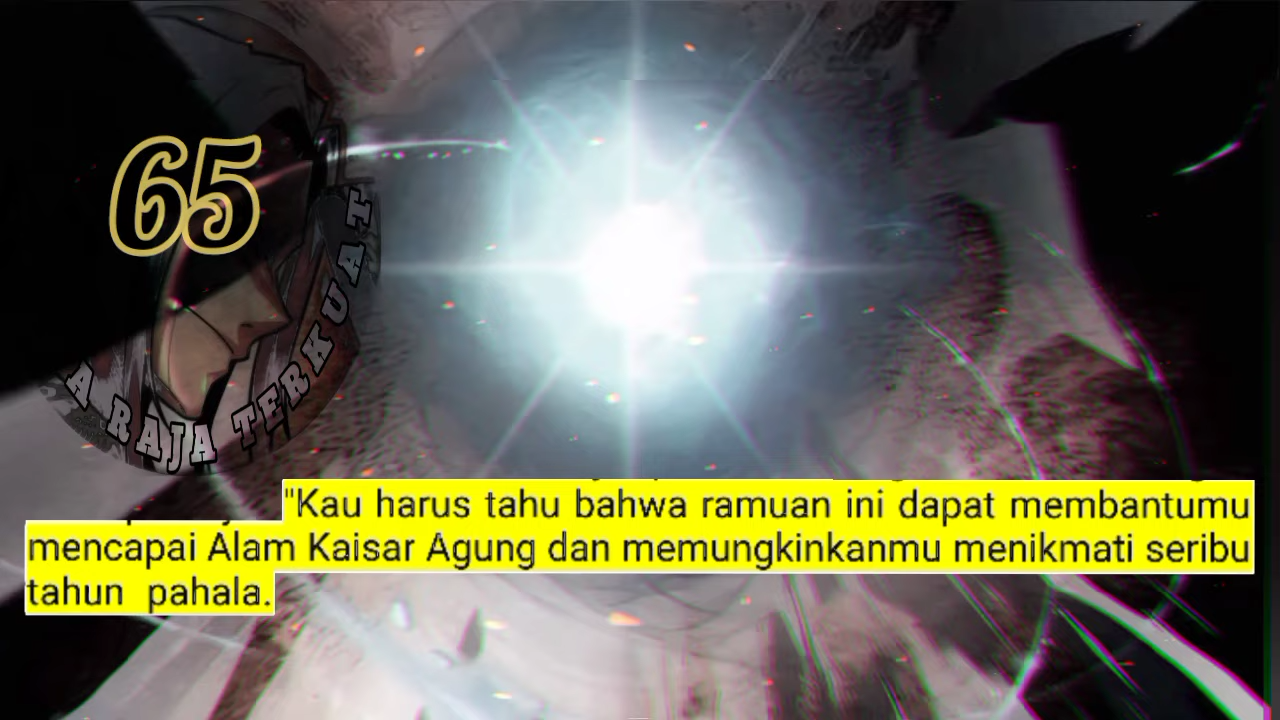 65
A RAJA TERKUAT
"Kau harus tahu bahwa ramuan ini dapat membantumu
mencapai Alam Kaisar Agung dan memungkinkanmu menikmati seribu
tahun pahala.